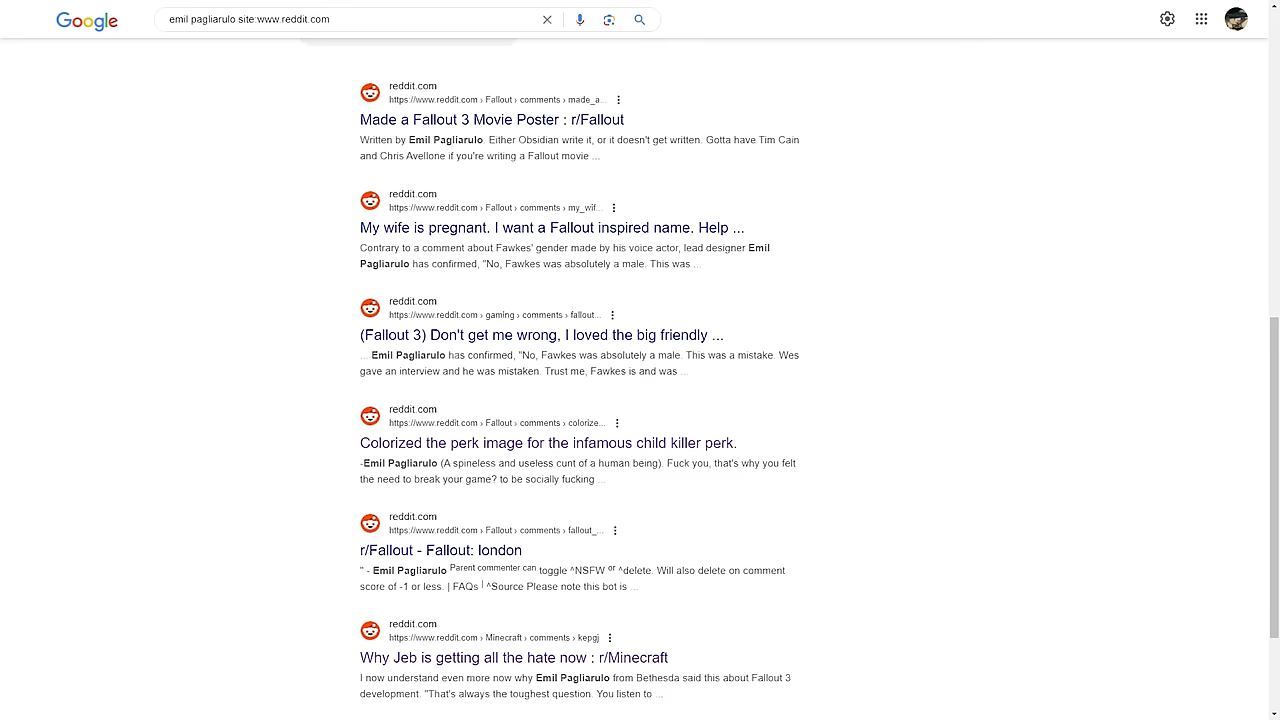 Google
emil pagliarulo site:www.reddit.com
reddit.com
https://www.reddit.com › Fallout › comments › made_a...
Made a Fallout 3 Movie Poster : r/Fallout
Written by Emil Pagliarulo. Either Obsidian write it, or it doesn't get written. Gotta have Tim Cain
and Chris Avellone if you're writing a Fallout movie ...
reddit.com
https://www.reddit.com › Fallout › comments › my_wif...
My wife is pregnant. I want a Fallout inspired name. Help ...
Contrary to a comment about Fawkes' gender made by his voice actor, lead designer Emil
Pagliarulo has confirmed, "No, Fawkes was absolutely a male. This was ...
reddit.com
https://www.reddit.com › gaming › comments › fallout...
(Fallout 3) Don't get me wrong, I loved the big friendly ...
... Emil Pagliarulo has confirmed, "No, Fawkes was absolutely a male. This was a mistake. Wes
gave an interview and he was mistaken. Trust me, Fawkes is and was ...
reddit.com
https://www.reddit.com › Fallout › comments › colorize...
Colorized the perk image for the infamous child killer perk.
-Emil Pagliarulo (A spineless and useless cunt of a human being). Fuck you, that's why you felt
the need to break your game? to be socially fucking ...
reddit.com
https://www.reddit.com › Fallout › comments › fallout_...
r/Fallout - Fallout: london
" - Emil Pagliarulo Parent commenter can toggle ^NSFW or ^delete. Will also delete on comment
score of -1 or less. | FAQs | ^Source Please note this bot is ...
reddit.com
https://www.reddit.com › Minecraft › comments › kepgj
Why Jeb is getting all the hate now : r/Minecraft
I now understand even more now why Emil Pagliarulo from Bethesda said this about Fallout 3
development. "That's always the toughest question. You listen to ...